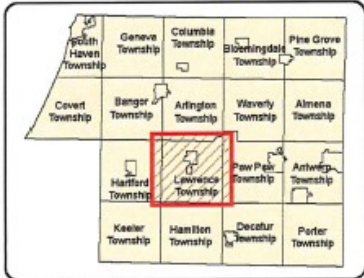 South Haven Township
Geneva Township
Columbia Township
Bloomingdale Township
Pine Grove Township
Covert Township
Bangor Township
Arlington Township
Waverly Township
Almena Township
Hartford Township
Lawrence Township
Paw Paw Township
Antwerp Township
Keeler Township
Hamilton Township
Decatur Township
Porter Township